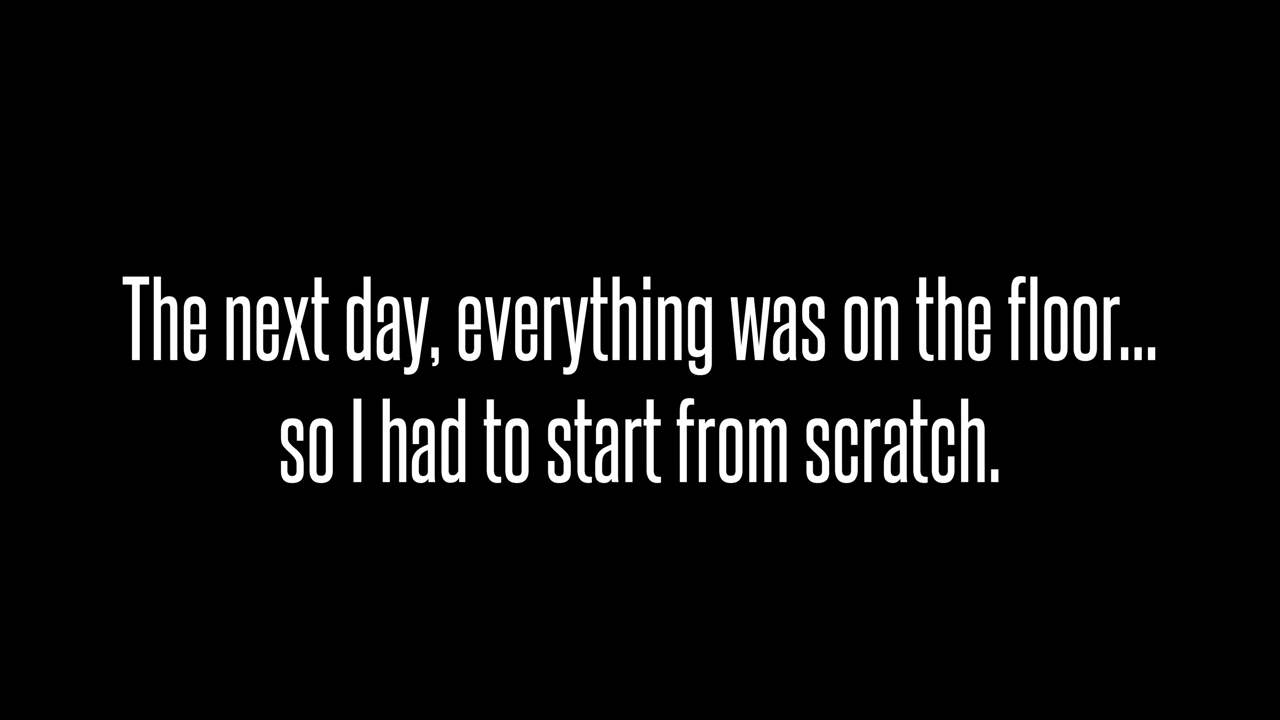 The next day, everything was on the floor...
so I had to start from scratch.